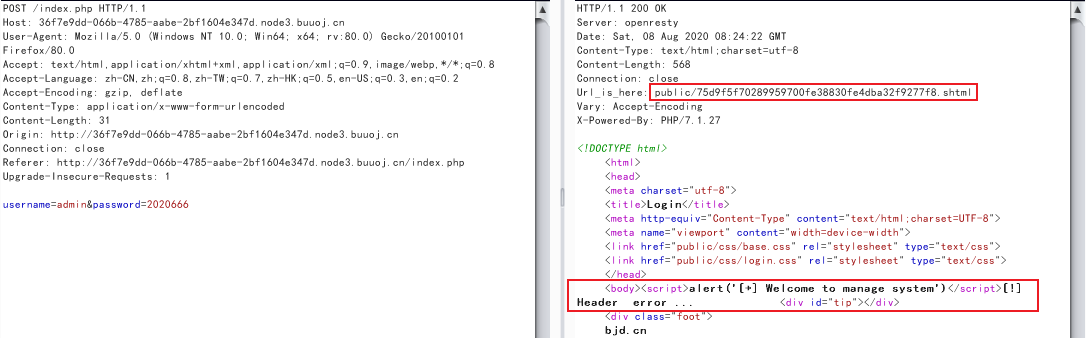 POST /index.php HTTP/1.1
Host: 36f7e9dd-066b-4785-aabe-2bf1604e347d.node3.buuoj.cn
User-Agent: Mozilla/5.0 (Windows NT 10.0; Win64; x64; rv:80.0) Gecko/20100101
Firefox/80.0
Accept: text/html,application/xhtml+xml,application/xml;q=0.9,image/webp,*/*;q=0.8
Accept-Language: zh-CN,zh;q=0.8,zh-TW;q=0.7,zh-HK;q=0.5,en-US;q=0.3,en;q=0.2
Accept-Encoding: gzip, deflate
Content-Type: application/x-www-form-urlencoded
Content-Length: 31
Origin: http://36f7e9dd-066b-4785-aabe-2bf1604e347d.node3.buuoj.cn
Connection: close
Referer: http://36f7e9dd-066b-4785-aabe-2bf1604e347d.node3.buuoj.cn/index.php
Upgrade-Insecure-Requests: 1
username=admin&password=2020666
HTTP/1.1 200 OK
Server: openresty
Date: Sat, 08 Aug 2020 08:24:22 GMT
Content-Type: text/html;charset=utf-8
Content-Length: 568
Connection: close
Url_is_here: public/75d9f5f70289959700fe38830fe4dba32f9277f8.shtml
Vary: Accept-Encoding
X-Powered-By: PHP/7.1.27
<!DOCTYPE html>
<html>
<head>
<meta charset="utf-8">
<title>Login</title>
<meta http-equiv="Content-Type" content="text/html;charset=UTF-8">
<meta name="viewport" content="width=device-width">
<link href="public/css/base.css" rel="stylesheet" type="text/css">
<link href="public/css/login.css" rel="stylesheet" type="text/css">
</head>
<body><script>alert('[+] Welcome to manage system')</script>[!]
Header  error ...            <div id="tip"></div>
<div class="foot">
bjd.cn